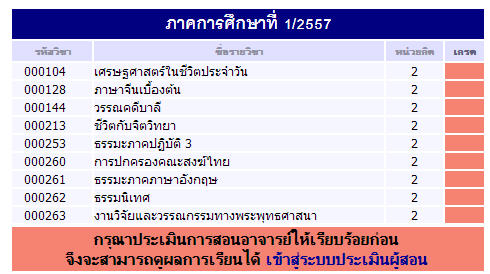 ภาคการศึกษาที่ 1/2557
รหัสวิชา ชื่อรายวิชา หน่วยกิต เกรด
000104 เศรษฐศาสตร์ในชีวิตประจำวัน 2
000128 ภาษาจีนเบื้องต้น 2
000144 วรรณคดีบาลี 2
000213 ชีวิตกับจิตวิทยา 2
000253 ธรรมะภาคปฏิบัติ 3 2
000260 การปกครองคณะสงฆ์ไทย 2
000261 ธรรมะภาคภาษาอังกฤษ 2
000262 ธรรมนิเทศ 2
000263 งานวิจัยและวรรณกรรมทางพระพุทธศาสนา 2
กรุณาประเมินการสอนอาจารย์ให้เรียบร้อยก่อน
จึงจะสามารถดูผลการเรียนได้ เข้าสู่ระบบประเมินผู้สอน